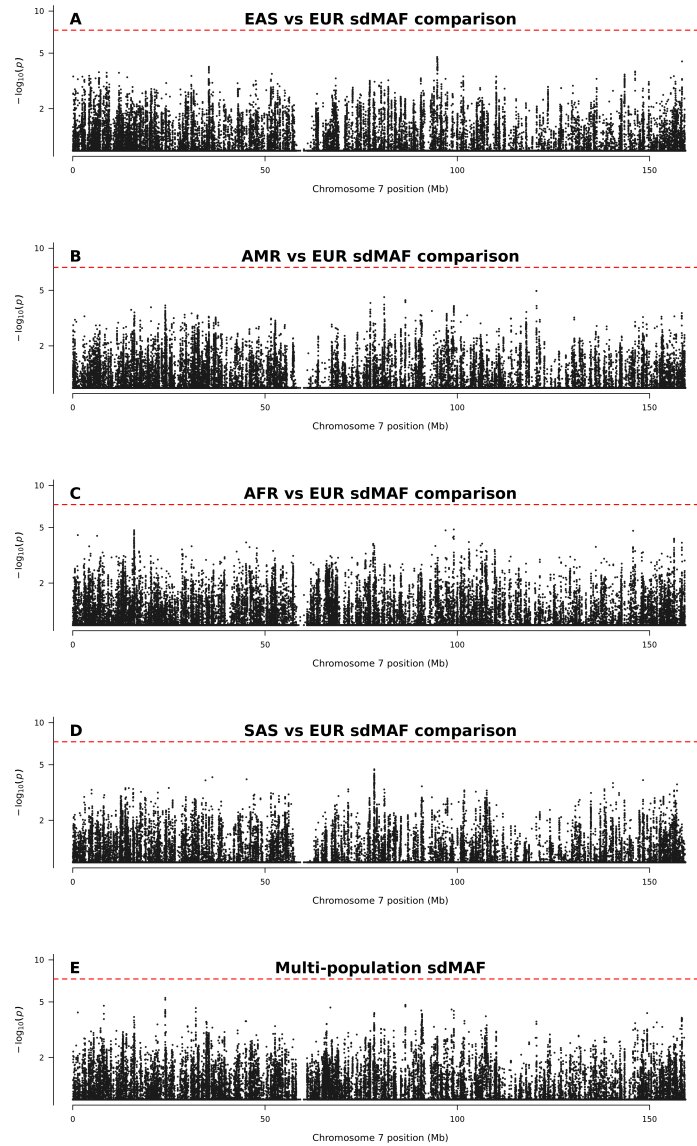 A EAS vs EUR sdMAF comparison
10
5
2
− log10(p)
0 50 100 150
Chromosome 7 position (Mb)
B AMR vs EUR sdMAF comparison
10
5
2
− log10(p)
0 50 100 150
Chromosome 7 position (Mb)
C AFR vs EUR sdMAF comparison
10
5
2
− log10(p)
0 50 100 150
Chromosome 7 position (Mb)
D SAS vs EUR sdMAF comparison
10
5
2
− log10(p)
0 50 100 150
Chromosome 7 position (Mb)
E Multi-population sdMAF
10
5
2
− log10(p)
0 50 100 150
Chromosome 7 position (Mb)